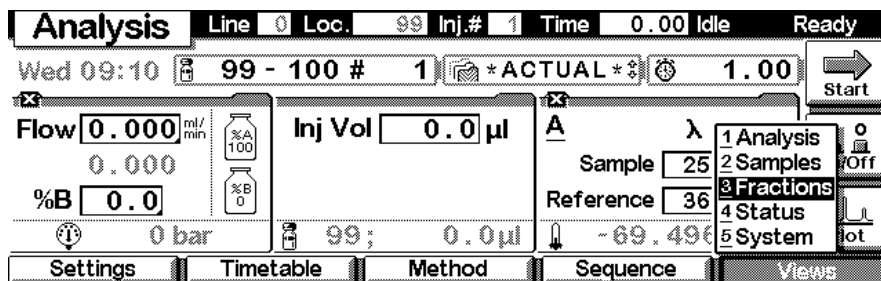 Analysis Line 0 Loc. 99 Inj.# 1 Time 0.00 Idle Ready
Wed 09:10 99 - 100 # 1 *ACTUAL* 1.00
Start
Flow 0.000 ml/min %A 100
0.000
%B 0.0 %B 0
0 bar
Inj Vol 0.0 µl
99; 0.0µl
A λ
Sample 25
Reference 36
-69.496
1 Analysis
2 Samples
3 Fractions
4 Status
5 System
/Off
lot
Settings Timetable Method Sequence Views